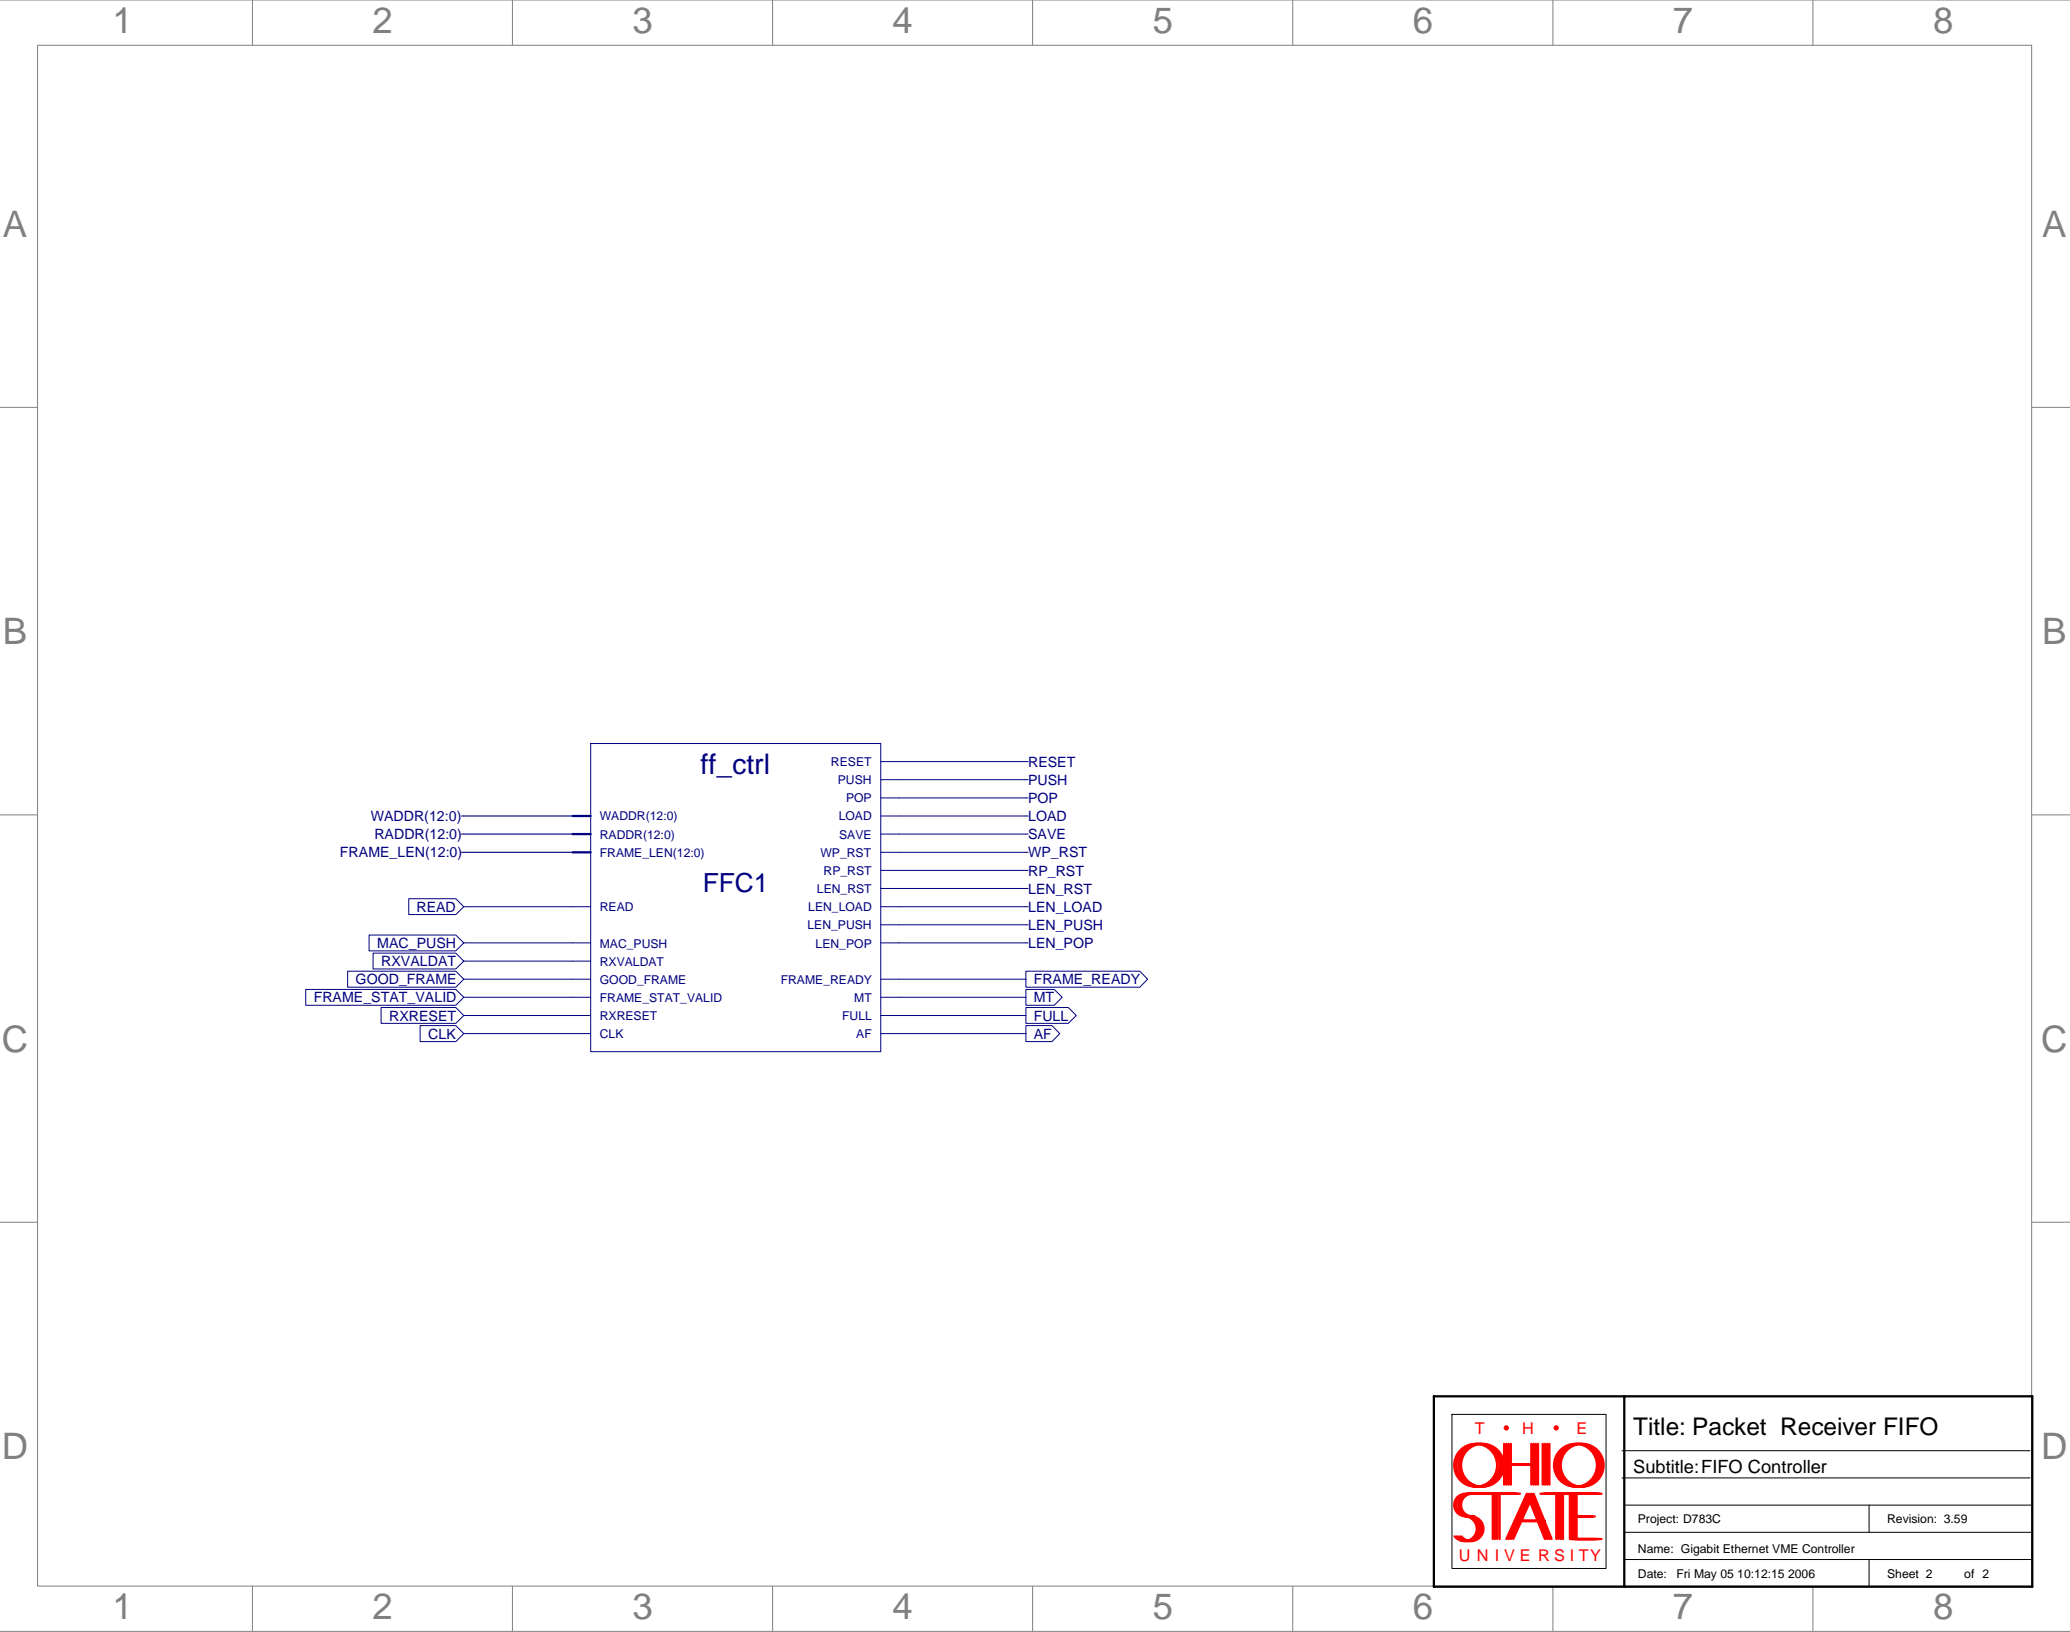 1 2 3 4 5 6 7 8
A A
B B
ff_ctrl
RESET RESET
PUSH PUSH
POP POP
WADDR(12:0) WADDR(12:0) LOAD LOAD
RADDR(12:0) RADDR(12:0) SAVE SAVE
FRAME_LEN(12:0) FRAME_LEN(12:0) WP_RST WP_RST
RP_RST RP_RST
FFC1
LEN_RST LEN_RST
READ READ LEN_LOAD LEN_LOAD
LEN_PUSH LEN_PUSH
MAC_PUSH MAC_PUSH LEN_POP LEN_POP
RXVALDAT RXVALDAT
GOOD_FRAME GOOD_FRAME FRAME_READY FRAME_READY
FRAME_STAT_VALID FRAME_STAT_VALID MT MT
RXRESET RXRESET FULL FULL
CLK CLK AF AF
C C
D D
T • H • E
OHIO
STATE
UNIVERSITY
Title: Packet Receiver FIFO
Subtitle: FIFO Controller
Project: D783C Revision: 3.59
Name: Gigabit Ethernet VME Controller
Date: Fri May 05 10:12:15 2006 Sheet 2 of 2
1 2 3 4 5 6 7 8